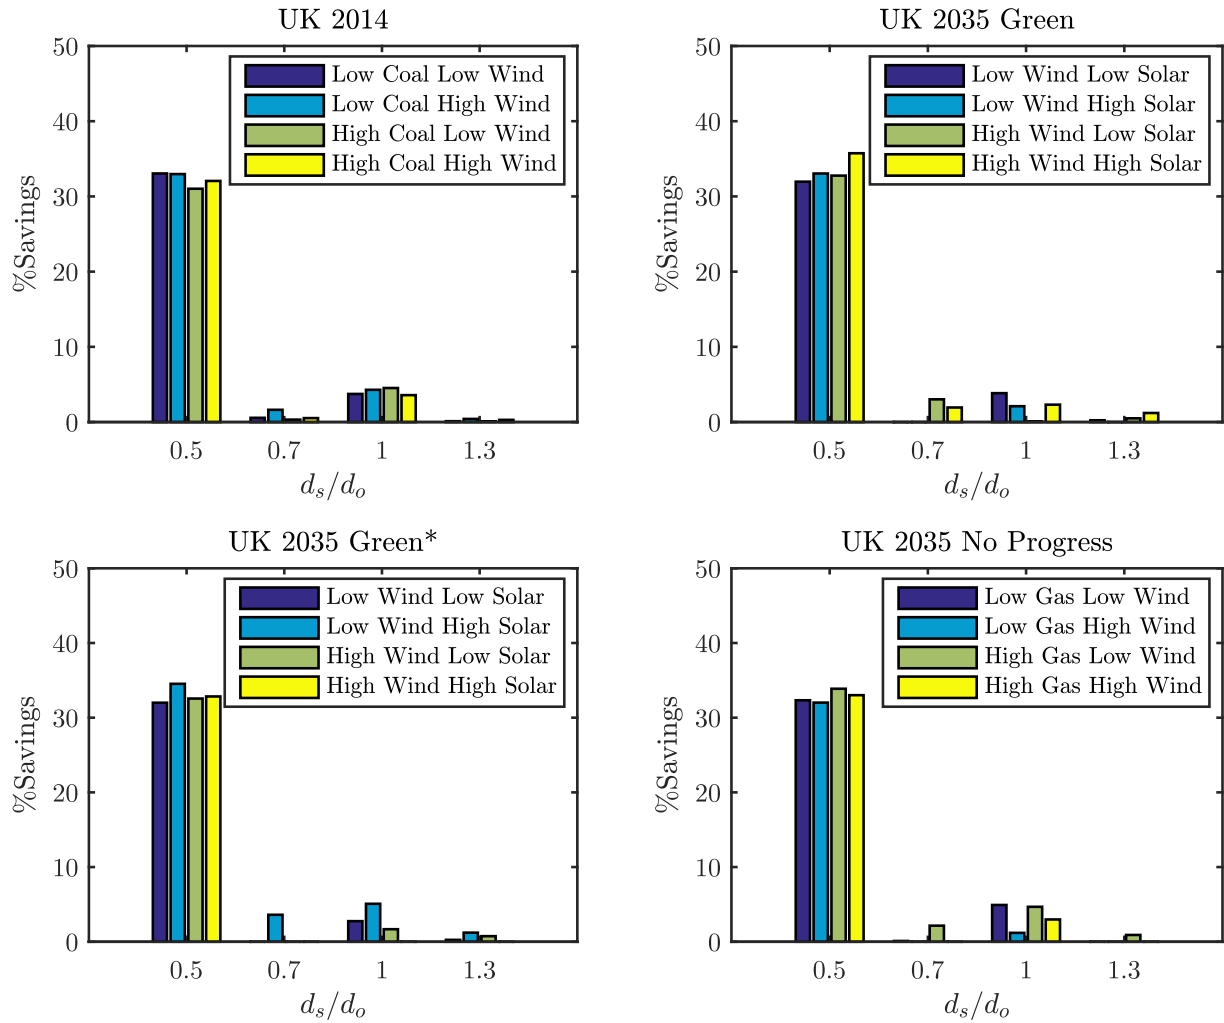 UK 2014
50
40
30
20
10
0
%Savings
Low Coal Low Wind
Low Coal High Wind
High Coal Low Wind
High Coal High Wind
0.5 0.7 1 1.3
d_s/d_o
UK 2035 Green
50
40
30
20
10
0
%Savings
Low Wind Low Solar
Low Wind High Solar
High Wind Low Solar
High Wind High Solar
0.5 0.7 1 1.3
d_s/d_o
UK 2035 Green*
50
40
30
20
10
0
%Savings
Low Wind Low Solar
Low Wind High Solar
High Wind Low Solar
High Wind High Solar
0.5 0.7 1 1.3
d_s/d_o
UK 2035 No Progress
50
40
30
20
10
0
%Savings
Low Gas Low Wind
Low Gas High Wind
High Gas Low Wind
High Gas High Wind
0.5 0.7 1 1.3
d_s/d_o